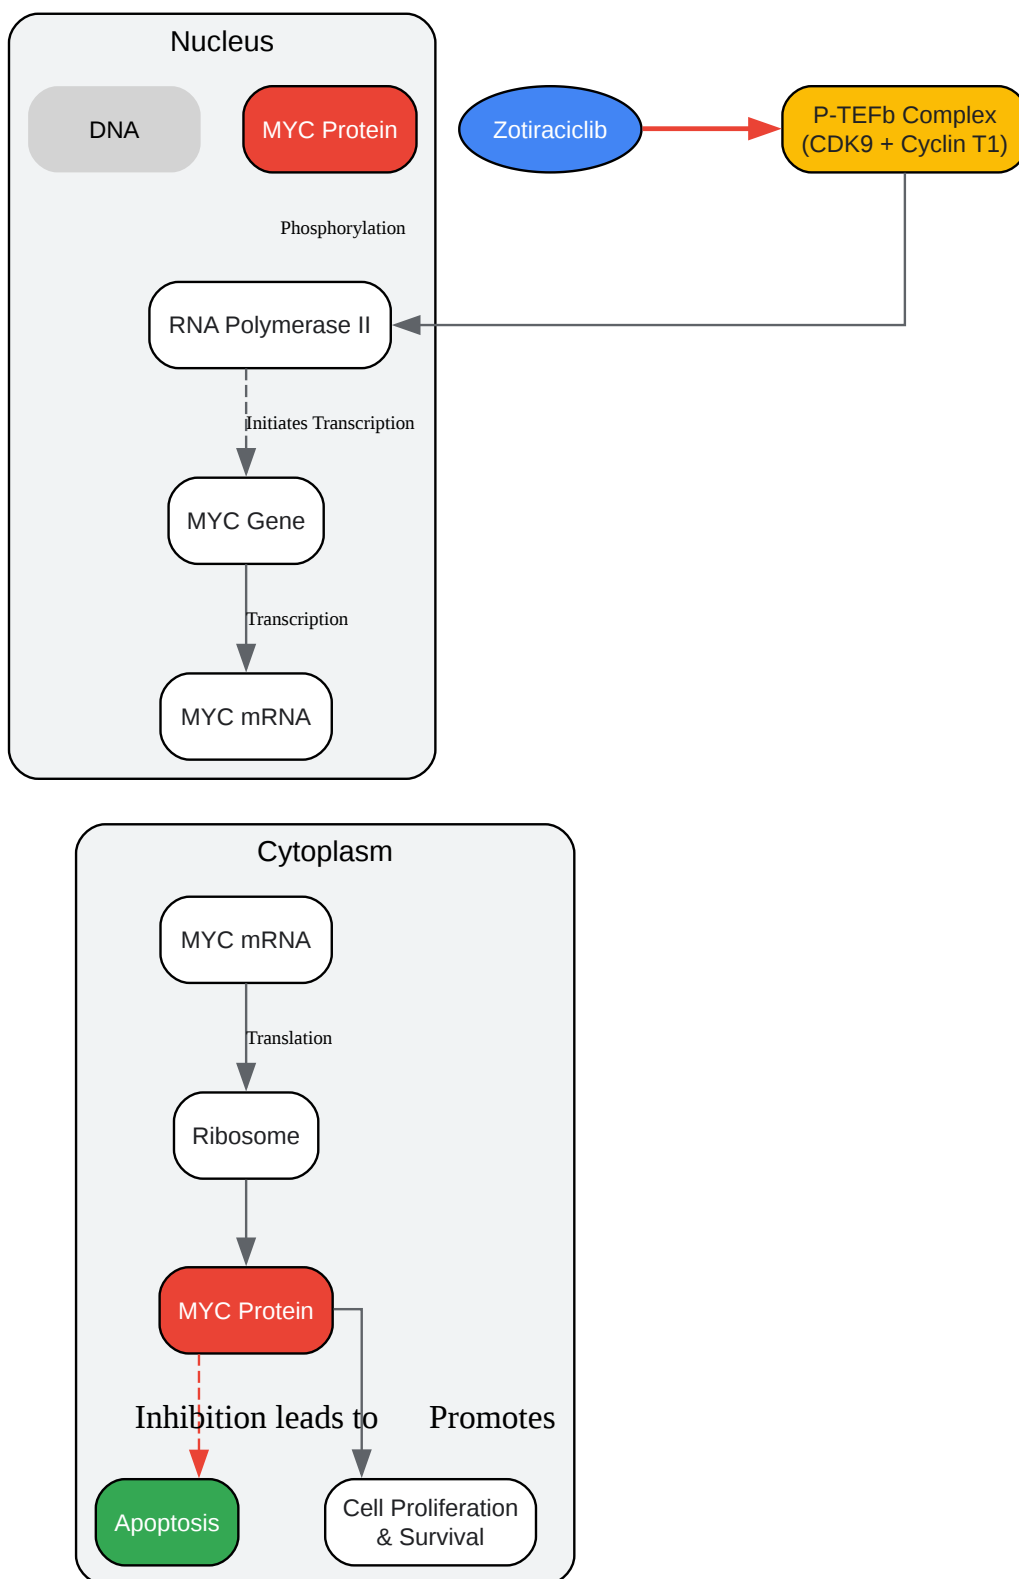 Nucleus
DNA
MYC Protein
Zotiraciclib
P-TEFb Complex
(CDK9 + Cyclin T1)
Phosphorylation
RNA Polymerase II
Initiates Transcription
MYC Gene
Transcription
MYC mRNA
Cytoplasm
MYC mRNA
Translation
Ribosome
MYC Protein
Inhibition leads to
Promotes
Apoptosis
Cell Proliferation
& Survival